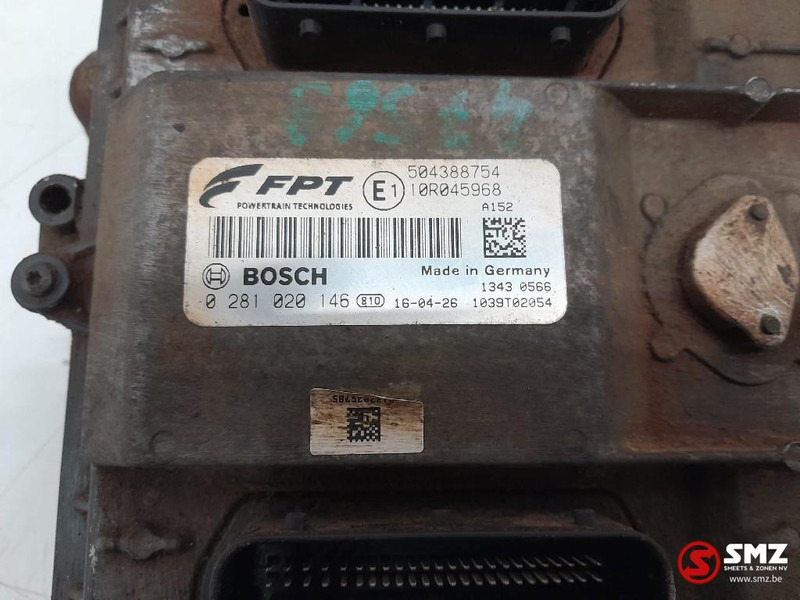 FPT
POWERTRAIN TECHNOLOGIES
E1
504388754
10R045968
A152
BOSCH
Made in Germany
1343 0566
0 281 020 146 810 16-04-26 1039T02054
SMZ
SHEETS & ZONEN NV
www.smz.be